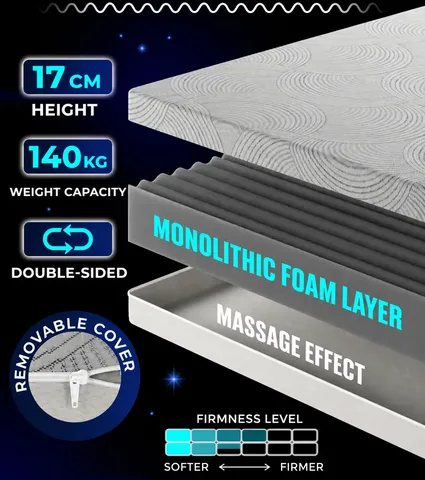 17 CM
HEIGHT
140 KG
WEIGHT CAPACITY
DOUBLE-SIDED
REMOVABLE COVER
MONOLITHIC FOAM LAYER
MASSAGE EFFECT
FIRMNESS LEVEL
SOFTER
FIRMER